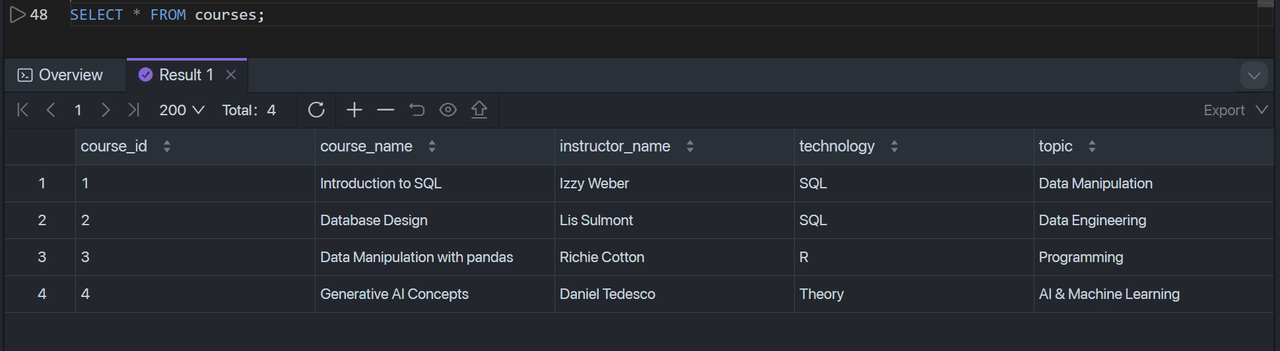 48 SELECT * FROM courses;
Overview Result 1
1 200 Total: 4 Export
course_id course_name instructor_name technology topic
1 1 Introduction to SQL Izzy Weber SQL Data Manipulation
2 2 Database Design Lis Sulmont SQL Data Engineering
3 3 Data Manipulation with pandas Richie Cotton R Programming
4 4 Generative AI Concepts Daniel Tedesco Theory AI & Machine Learning